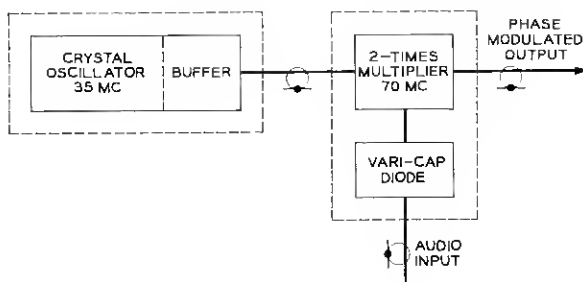 CRYSTAL
OSCILLATOR
35 MC
BUFFER
2-TIMES
MULTIPLIER
70 MC
PHASE
MODULATED
OUTPUT
VARI-CAP
DIODE
AUDIO
INPUT